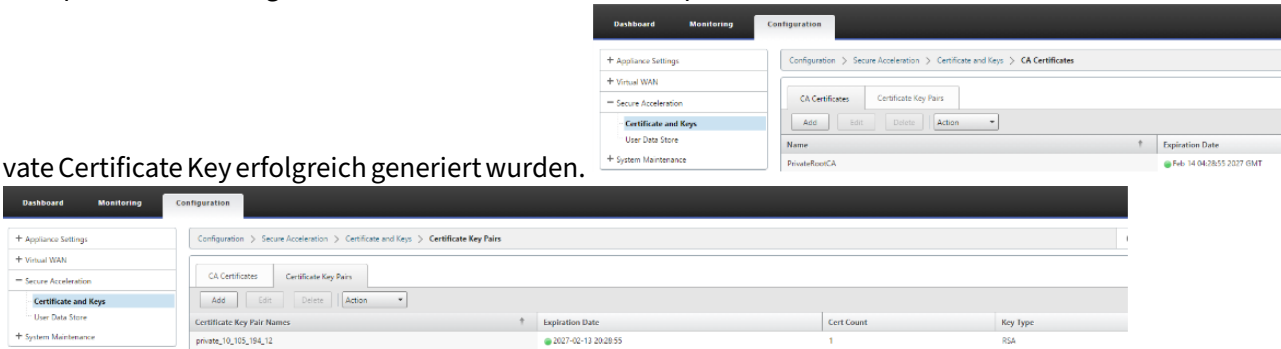 Dashboard Monitoring Configuration
+ Appliance Settings
+ Virtual WAN
− Secure Acceleration
Certificate and Keys
User Data Store
+ System Maintenance
Configuration > Secure Acceleration > Certificate and Keys > CA Certificates
CA Certificates Certificate Key Pairs
Add Edit Delete Action
Name Expiration Date
PrivateRootCA Feb 14 04:28:55 2027 GMT
vate Certificate Key erfolgreich generiert wurden.
Dashboard Monitoring Configuration
+ Appliance Settings
+ Virtual WAN
− Secure Acceleration
Certificate and Keys
User Data Store
+ System Maintenance
Configuration > Secure Acceleration > Certificate and Keys > Certificate Key Pairs
CA Certificates Certificate Key Pairs
Add Edit Delete Action
Certificate Key Pair Names Expiration Date Cert Count Key Type
private_10_105_194_12 2027-02-13 20:28:55 1 RSA